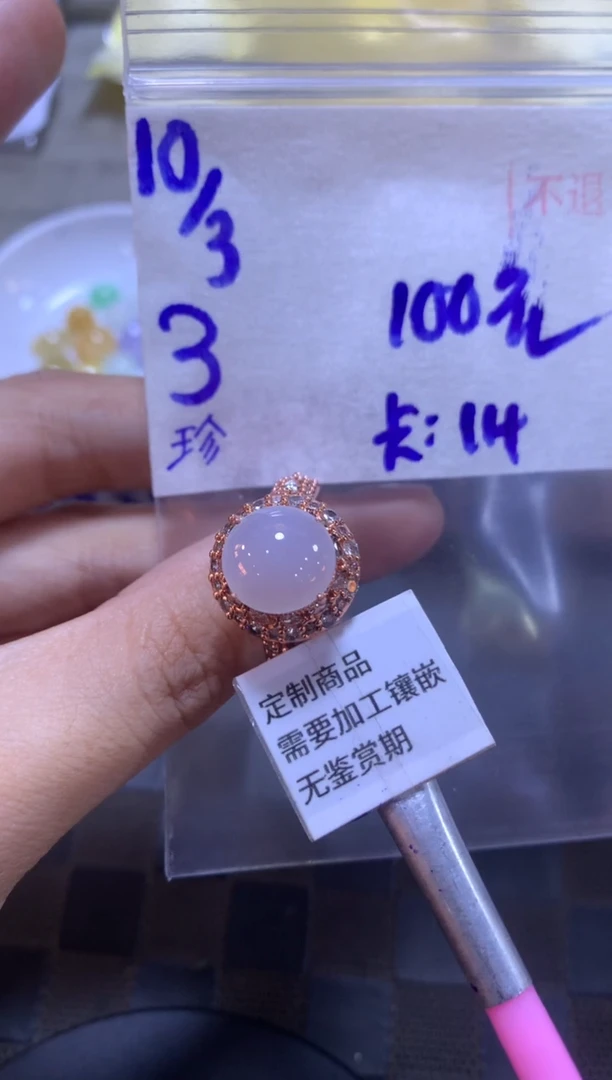 10/3
不退
100元
3
卡:14
珍
定制商品
需要加工镶嵌
无鉴赏期